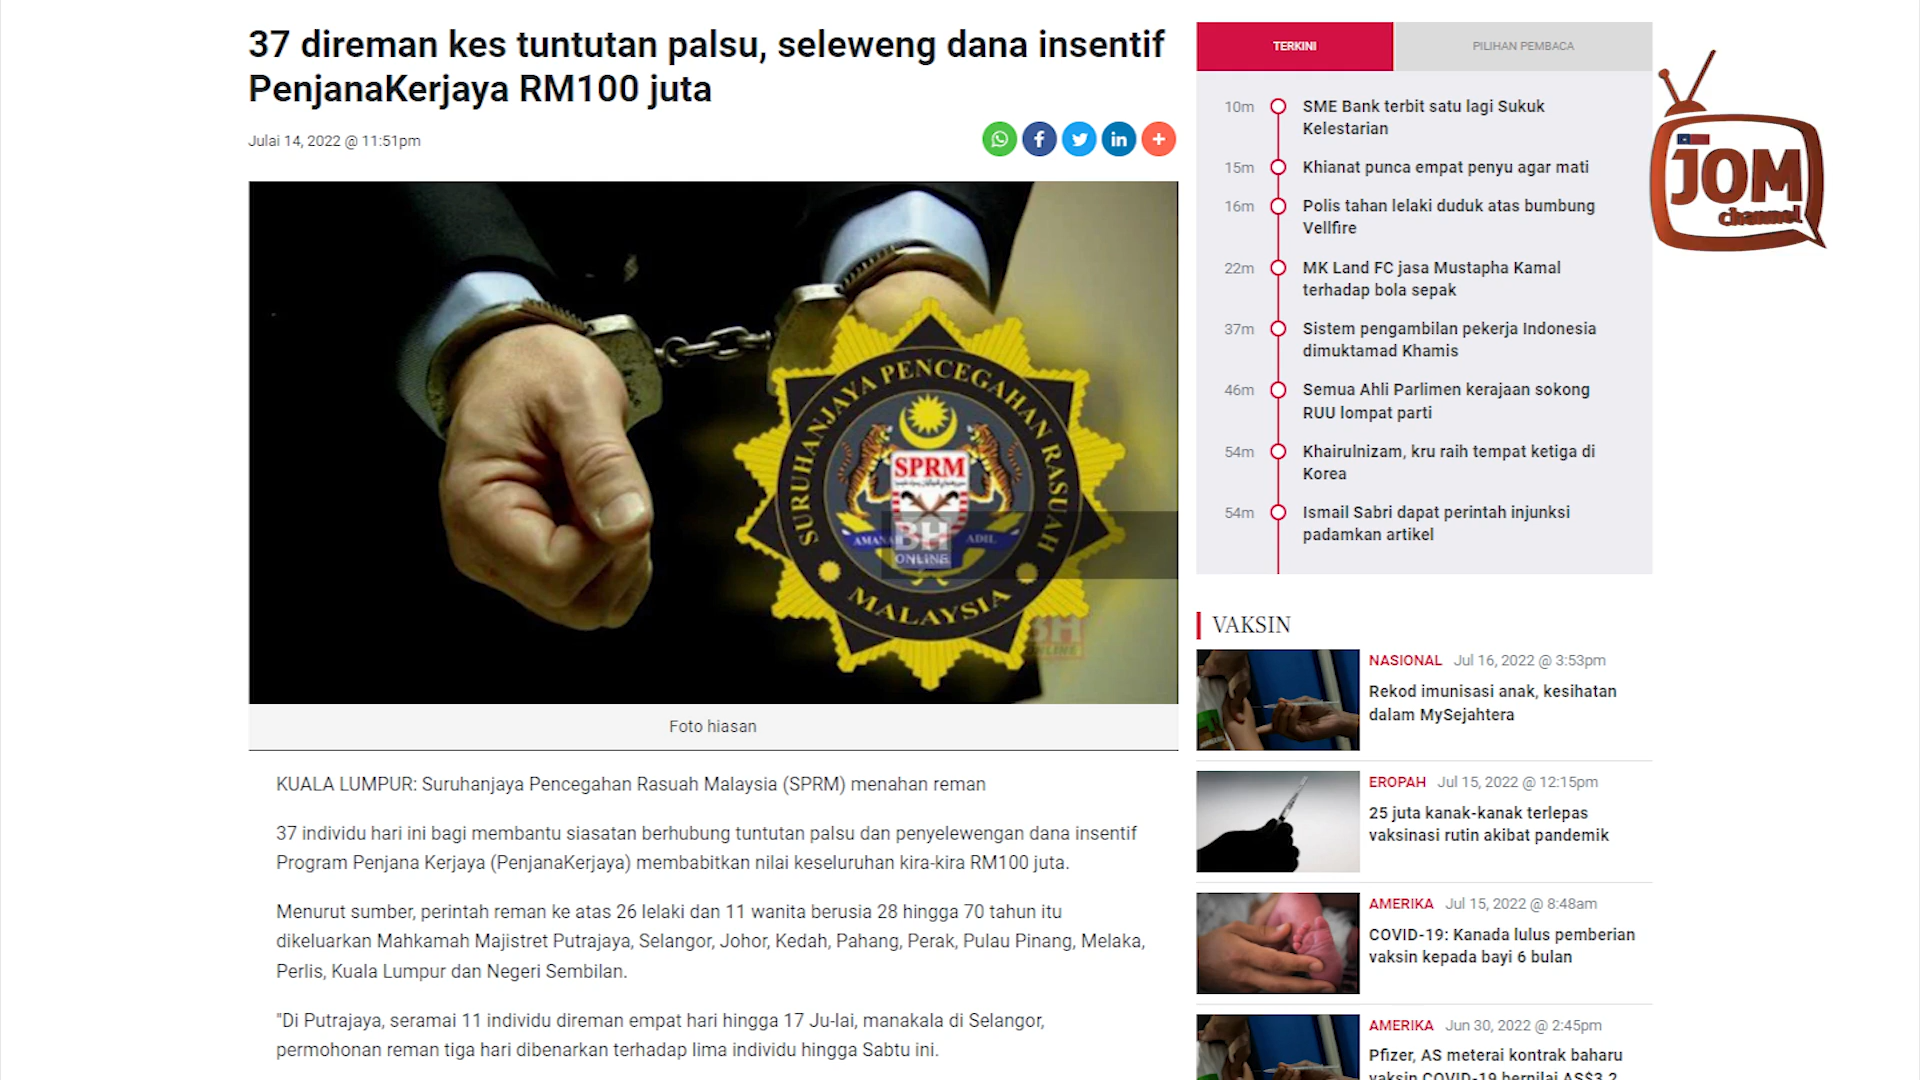 37 direman kes tuntutan palsu, seleweng dana insentif
PenjanaKerjaya RM100 juta
Julai 14, 2022 @ 11:51pm
SURUHANJAYA PENCEGAHAN RASUAH
SPRM
AMANAH
ADIL
BH
ONLINE
MALAYSIA
BH
ONLINE
Foto hiasan
KUALA LUMPUR: Suruhanjaya Pencegahan Rasuah Malaysia (SPRM) menahan reman
37 individu hari ini bagi membantu siasatan berhubung tuntutan palsu dan penyelewengan dana insentif
Program Penjana Kerjaya (PenjanaKerjaya) membabitkan nilai keseluruhan kira-kira RM100 juta.
Menurut sumber, perintah reman ke atas 26 lelaki dan 11 wanita berusia 28 hingga 70 tahun itu
dikeluarkan Mahkamah Majistret Putrajaya, Selangor, Johor, Kedah, Pahang, Perak, Pulau Pinang, Melaka,
Perlis, Kuala Lumpur dan Negeri Sembilan.
"Di Putrajaya, seramai 11 individu direman empat hari hingga 17 Ju-lai, manakala di Selangor,
permohonan reman tiga hari dibenarkan terhadap lima individu hingga Sabtu ini.
TERKINI
PILIHAN PEMBACA
10m
SME Bank terbit satu lagi Sukuk
Kelestarian
15m
Khianat punca empat penyu agar mati
16m
Polis tahan lelaki duduk atas bumbung
Vellfire
22m
MK Land FC jasa Mustapha Kamal
terhadap bola sepak
37m
Sistem pengambilan pekerja Indonesia
dimuktamad Khamis
46m
Semua Ahli Parlimen kerajaan sokong
RUU lompat parti
54m
Khairulnizam, kru raih tempat ketiga di
Korea
54m
Ismail Sabri dapat perintah injunksi
padamkan artikel
JOM
channel
VAKSIN
NASIONAL Jul 16, 2022 @ 3:53pm
Rekod imunisasi anak, kesihatan
dalam MySejahtera
EROPAH Jul 15, 2022 @ 12:15pm
25 juta kanak-kanak terlepas
vaksinasi rutin akibat pandemik
AMERIKA Jul 15, 2022 @ 8:48am
COVID-19: Kanada lulus pemberian
vaksin kepada bayi 6 bulan
AMERIKA Jun 30, 2022 @ 2:45pm
Pfizer, AS meterai kontrak baharu
vaksin COVID-19 bernilai AS$3.2